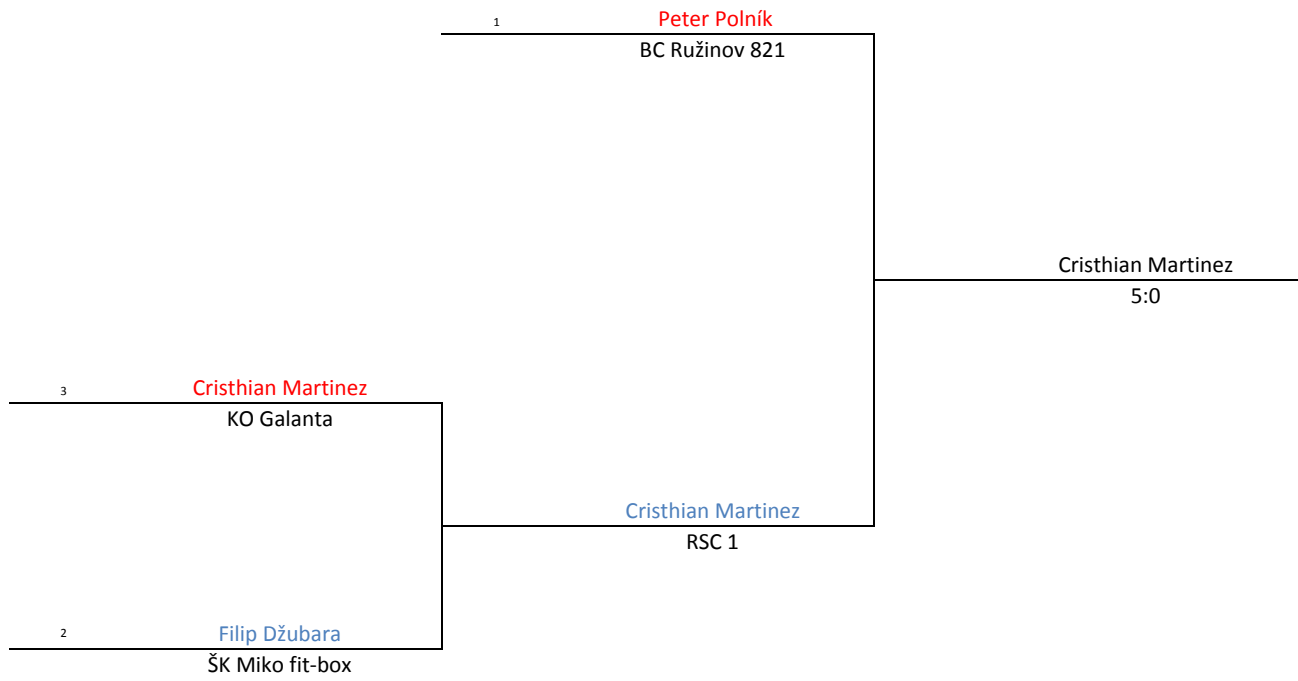 1 Peter Polník
BC Ružinov 821
Cristhian Martinez
5:0
3 Cristhian Martinez
KO Galanta
Cristhian Martinez
RSC 1
2 Filip Džubara
ŠK Miko fit-box